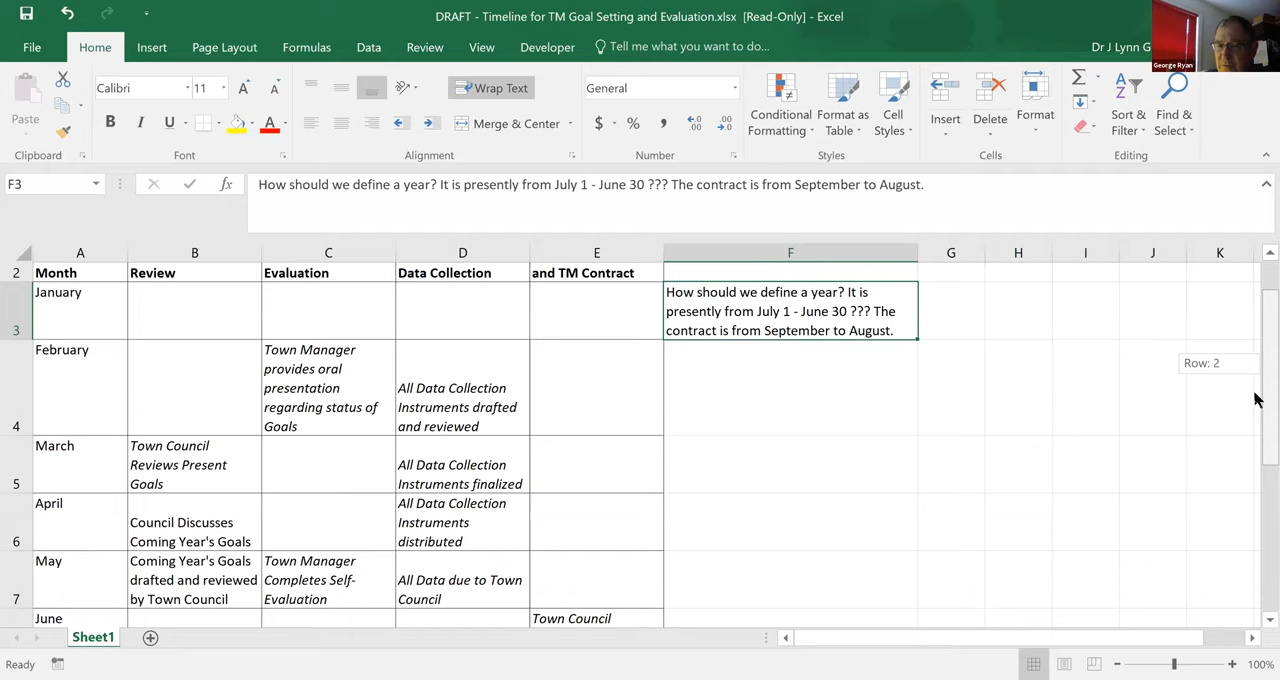 DRAFT - Timeline for TM Goal Setting and Evaluation.xlsx [Read-Only] - Excel
File Home Insert Page Layout Formulas Data Review View Developer Tell me what you want to do... Dr J Lynn G
George Ryan
Paste
Calibri 11
B I U
Clipboard
Font
Wrap Text
Merge & Center
Alignment
General
$ % , .0 .00 .00 .0
Number
Conditional Formatting
Format as Table
Cell Styles
Styles
Insert Delete Format
Cells
Sort & Filter
Find & Select
Editing
F3 fx How should we define a year? It is presently from July 1 - June 30 ??? The contract is from September to August.
A B C D E F G H I J K
2 Month Review Evaluation Data Collection and TM Contract
3 January
How should we define a year? It is
presently from July 1 - June 30 ??? The
contract is from September to August.
4 February
Town Manager
provides oral
presentation
regarding status of
Goals
All Data Collection
Instruments drafted
and reviewed
Row: 2
5 March
Town Council
Reviews Present
Goals
All Data Collection
Instruments finalized
6 April
Council Discusses
Coming Year's Goals
All Data Collection
Instruments
distributed
7 May
Coming Year's Goals
drafted and reviewed
by Town Council
Town Manager
Completes Self-
Evaluation
All Data due to Town
Council
June
Town Council
Sheet1
Ready 100%